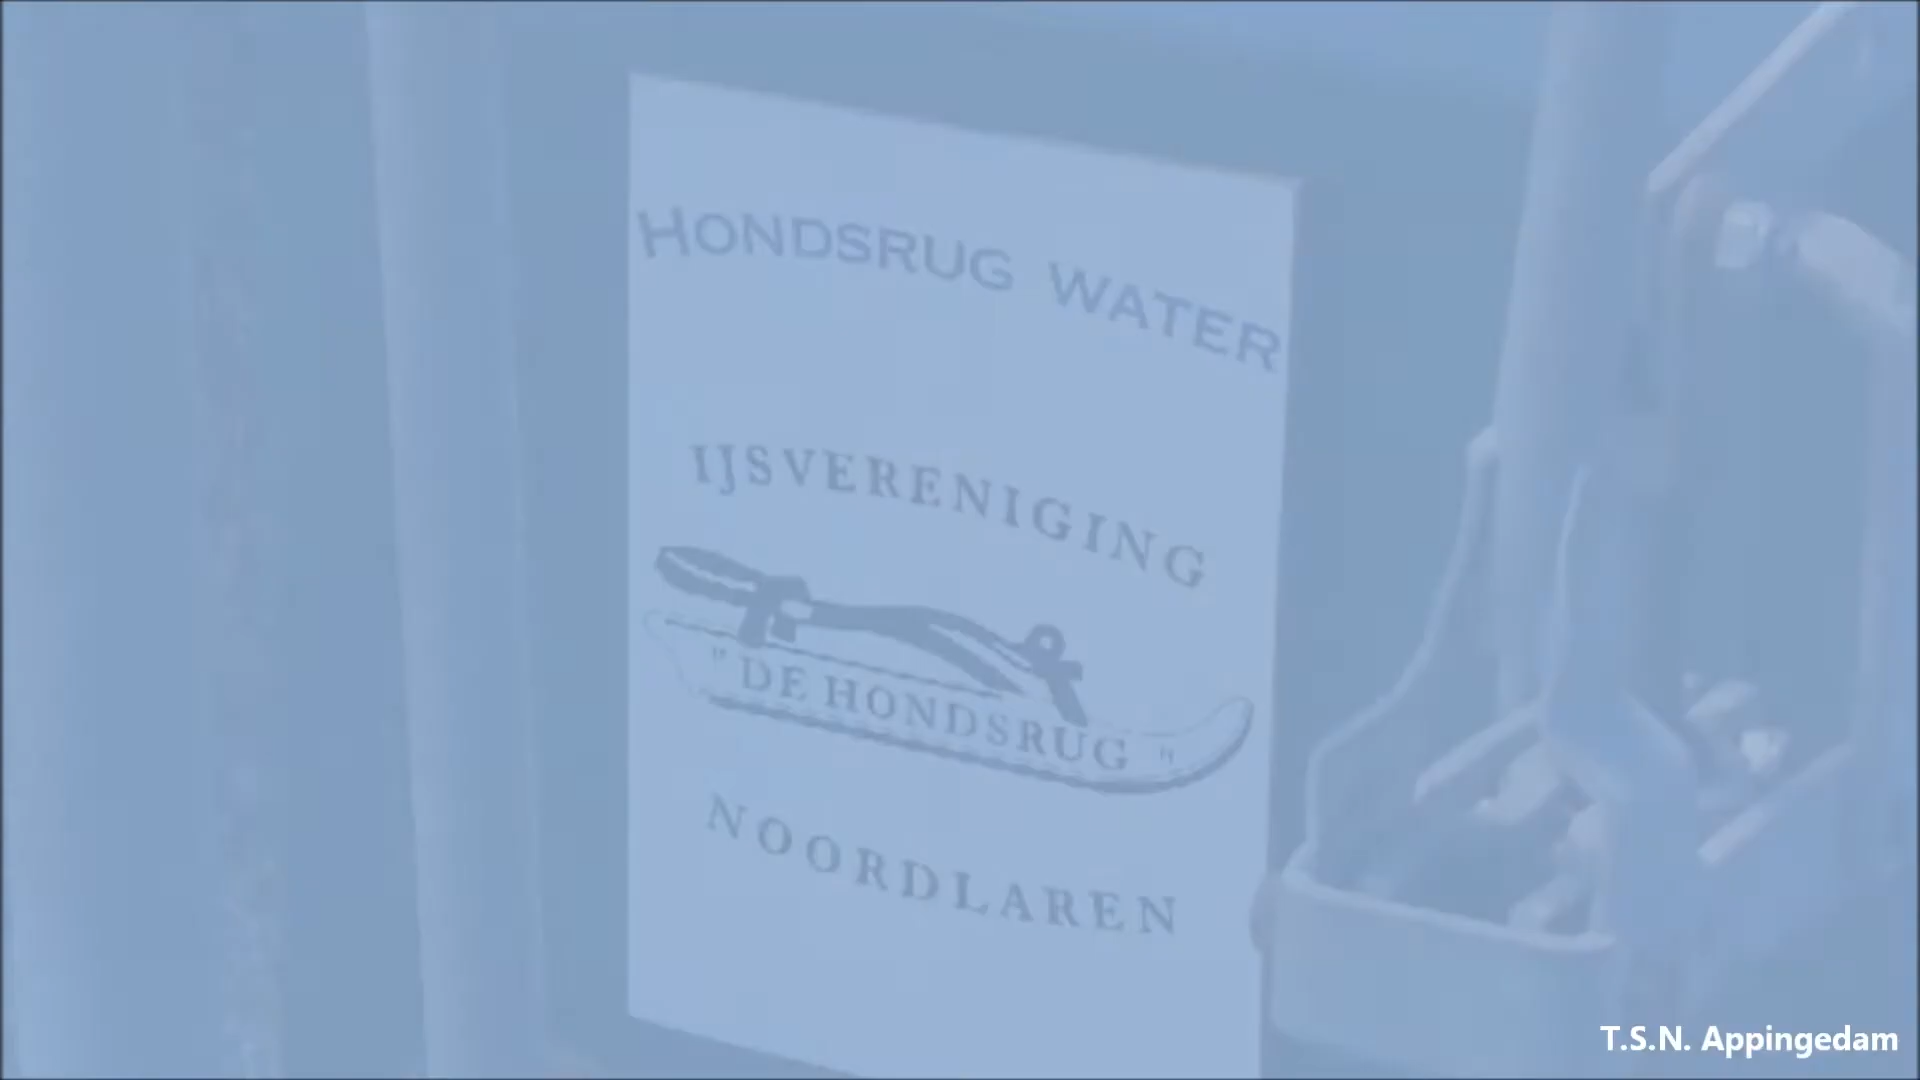 HONDSRUG WATER
IJSVERENIGING
"DE HONDSRUG"
NOORDLAREN
T.S.N. Appingedam